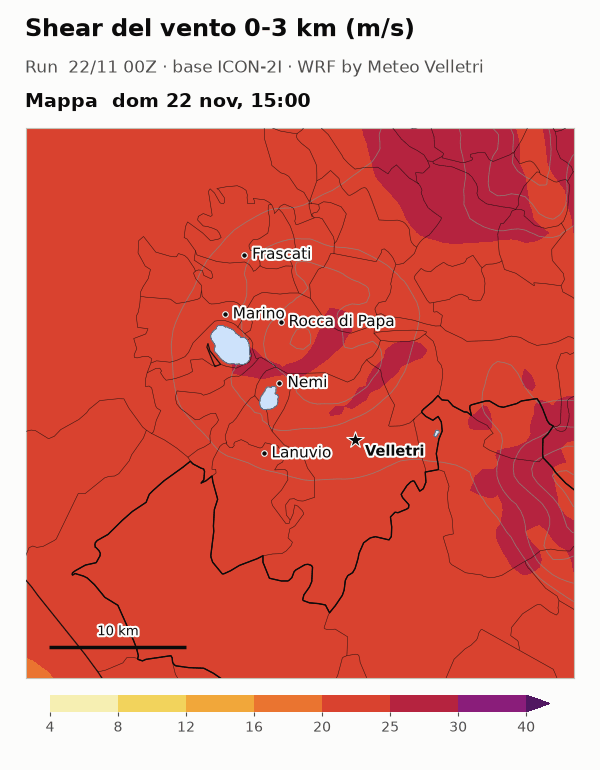 Shear del vento 0-3 km (m/s)
Run  22/11 00Z · base ICON-2I · WRF by Meteo Velletri
Mappa  dom 22 nov, 15:00
Frascati
Marino
Rocca di Papa
Nemi
Velletri
Lanuvio
10 km
4 8 12 16 20 25 30 40